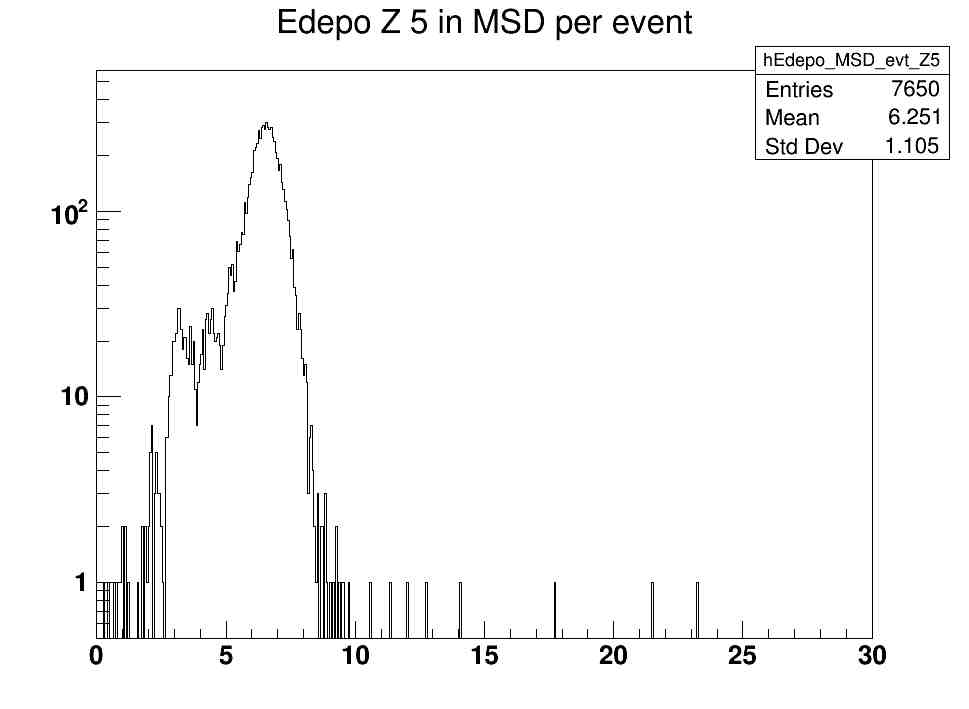 Edepo Z 5 in MSD per event
hEdepo_MSD_evt_Z5
Entries 7650
Mean 6.251
Std Dev 1.105
10²
10
1
0 5 10 15 20 25 30